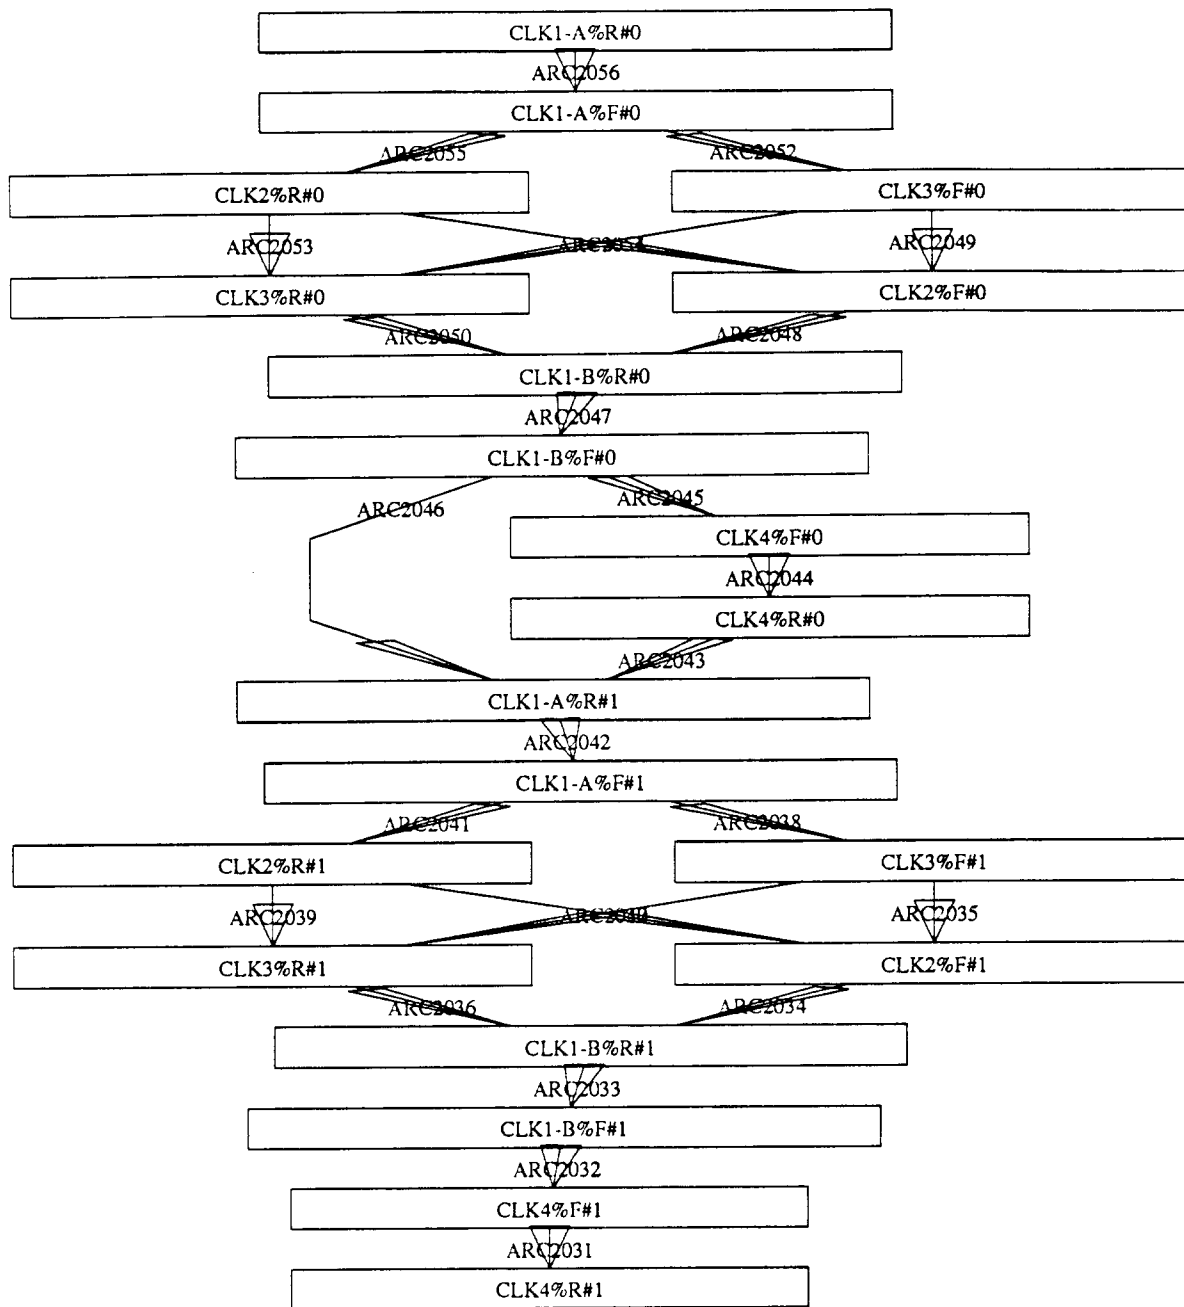 CLK1-A%R#0
ARC2056
CLK1-A%F#0
ARC2055 ARC2052
CLK2%R#0 CLK3%F#0
ARC2053 ARC2049
CLK3%R#0 CLK2%F#0
ARC2050 ARC2048
CLK1-B%R#0
ARC2047
CLK1-B%F#0
ARC2046 ARC2045
CLK4%F#0
ARC2044
CLK4%R#0
ARC2043
CLK1-A%R#1
ARC2042
CLK1-A%F#1
ARC2041 ARC2038
CLK2%R#1 CLK3%F#1
ARC2039 ARC2035
CLK3%R#1 CLK2%F#1
ARC2036 ARC2034
CLK1-B%R#1
ARC2033
CLK1-B%F#1
ARC2032
CLK4%F#1
ARC2031
CLK4%R#1